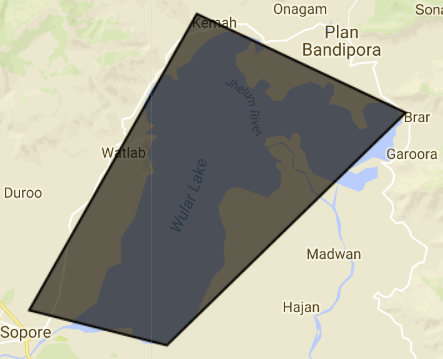 Onagam
Sona
Kemah
Plan
Bandipora
Jhelum River
Brar
Watlab
Garoora
Duroo
Wular Lake
Madwan
Hajan
Sopore